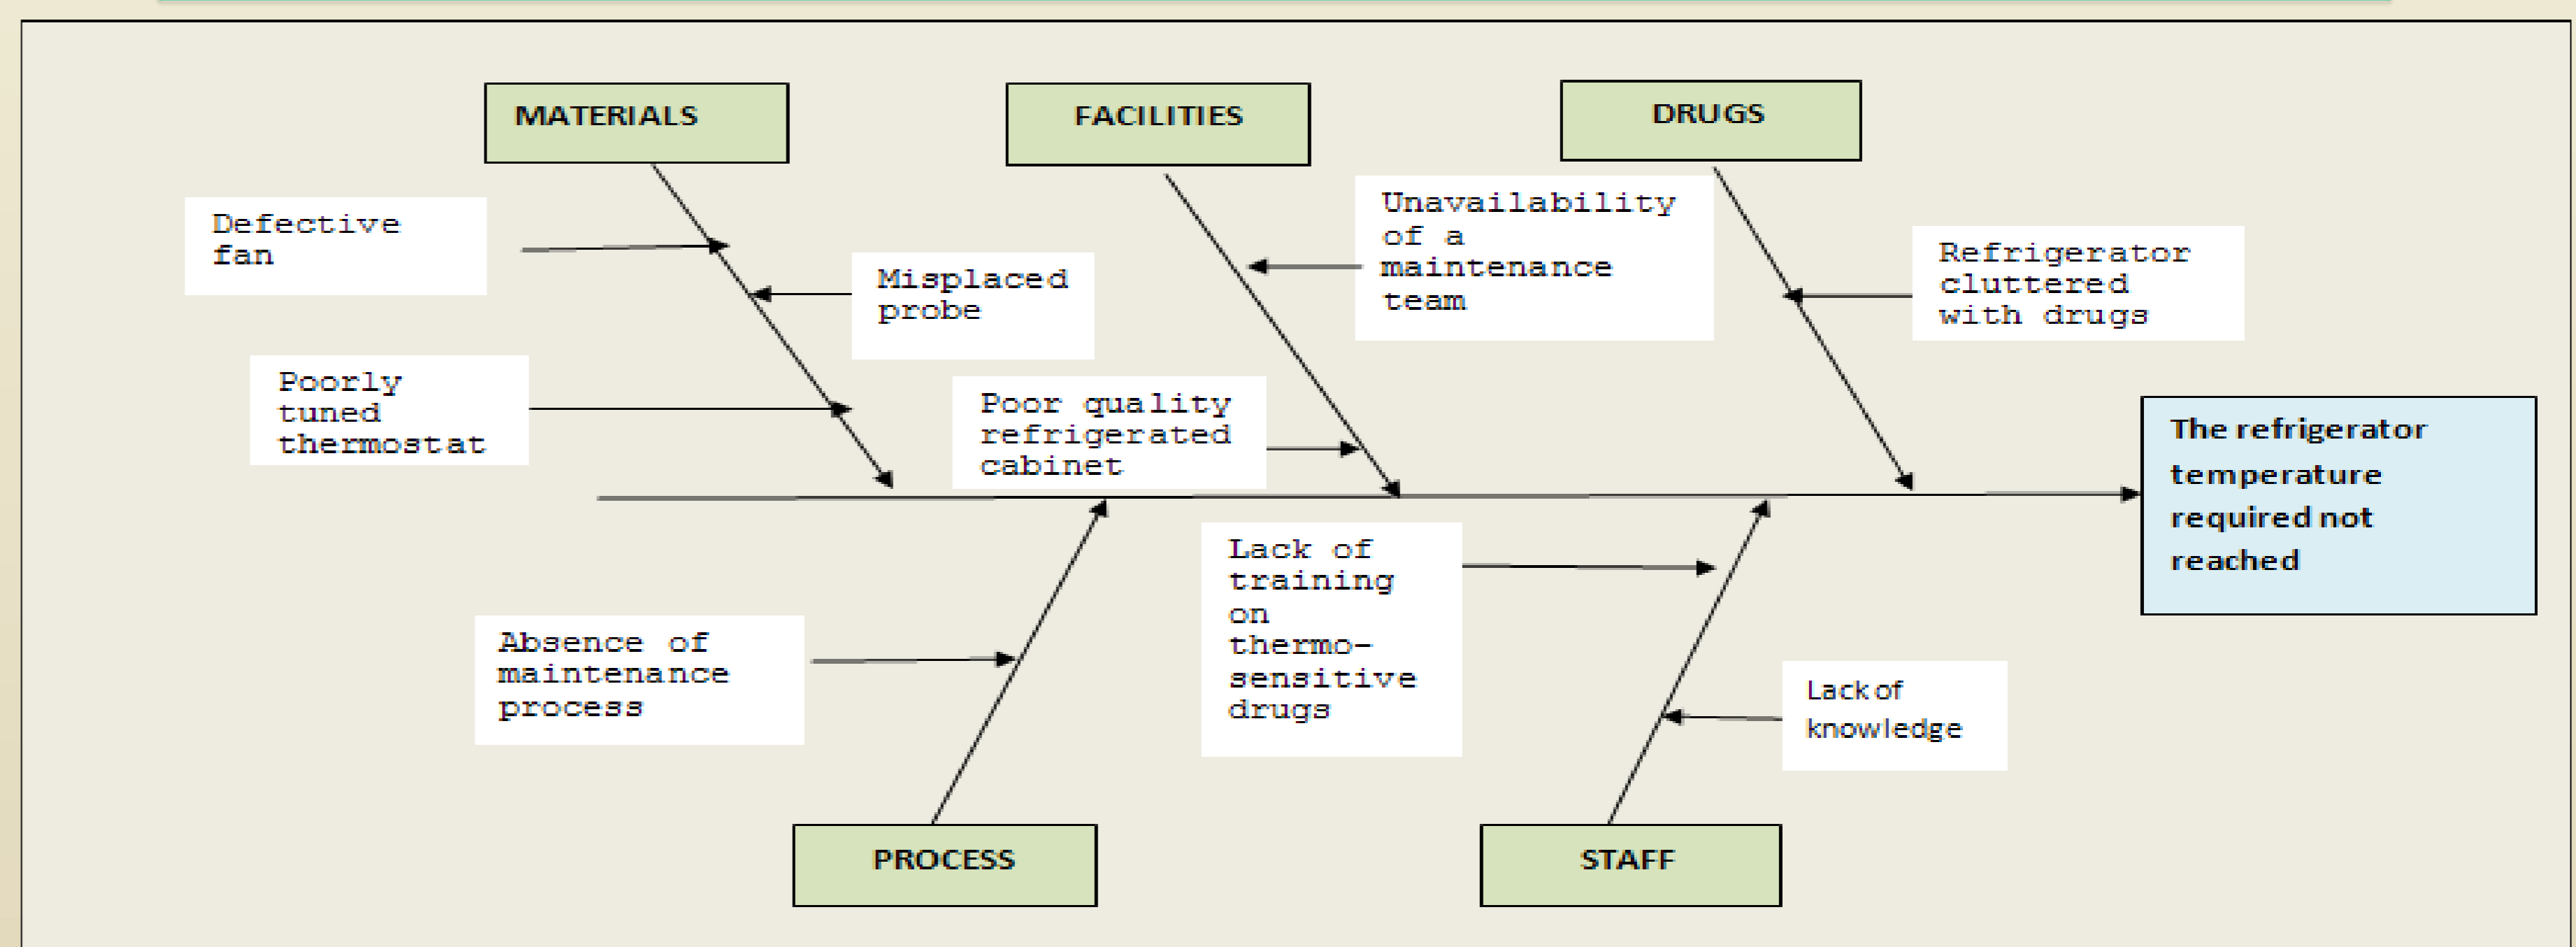 MATERIALS
FACILITIES
DRUGS
Defective
fan
Misplaced
probe
Unavailability
of a
maintenance
team
Refrigerator
cluttered
with drugs
Poorly
tuned
thermostat
Poor quality
refrigerated
cabinet
The refrigerator
temperature
required not
reached
Absence of
maintenance
process
Lack of
training
on
thermo-
sensitive
drugs
Lack of
knowledge
PROCESS
STAFF